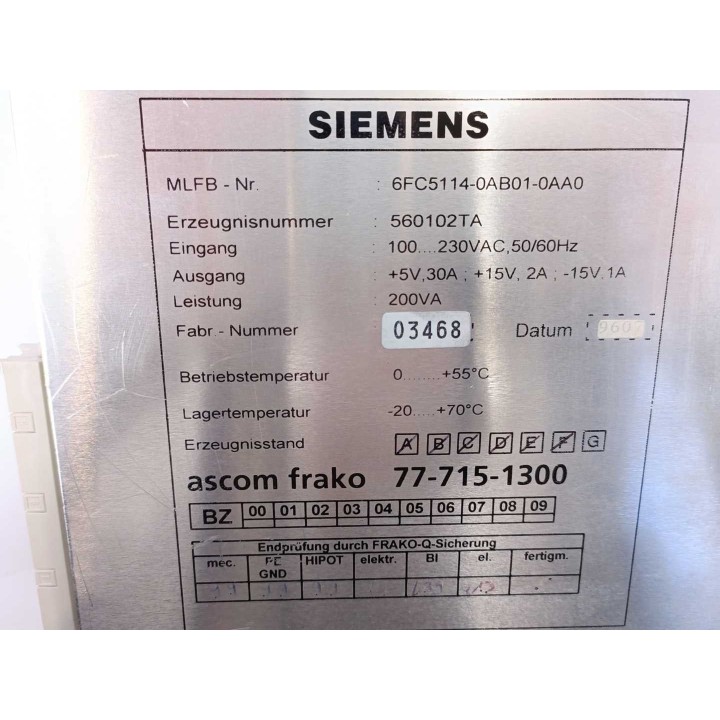 SIEMENS
MLFB - Nr. : 6FC5114-0AB01-0AA0
Erzeugnisnummer : 560102TA
Eingang : 100....230VAC,50/60Hz
Ausgang : +5V,30A ; +15V, 2A ; -15V,1A
Leistung : 200VA
Fabr.- Nummer : 03468 Datum : 9607
Betriebstemperatur 0........+55°C
Lagertemperatur -20.....+70°C
Erzeugnisstand A B C D E F G
ascom frako 77-715-1300
BZ 00 01 02 03 04 05 06 07 08 09
Endprüfung durch FRAKO-Q-Sicherung
mec. PE GND HIPOT elektr. BI el. fertigm.